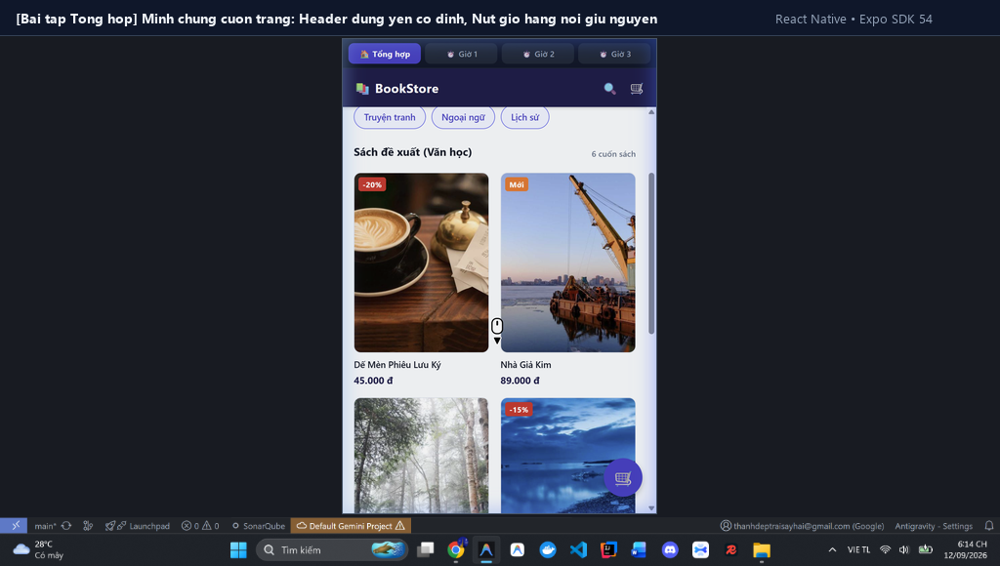 [Bai tap Tong hop] Minh chung cuon trang: Header dung yen co dinh, Nut gio hang noi giu nguyen
React Native • Expo SDK 54
Tổng hợp
Giờ 1
Giờ 2
Giờ 3
BookStore
Truyện tranh
Ngoại ngữ
Lịch sử
Sách đề xuất (Văn học)
6 cuốn sách
-20%
Mới
Dế Mèn Phiêu Lưu Ký
Nhà Giả Kim
45.000 đ
89.000 đ
-15%
main*
Launchpad
0
0
SonarQube
Default Gemini Project
thanhdeptraisayhai@gmail.com (Google)
Antigravity - Settings
28°C
Có mây
Tìm kiếm
VIE TL
6:14 CH
12/09/2026